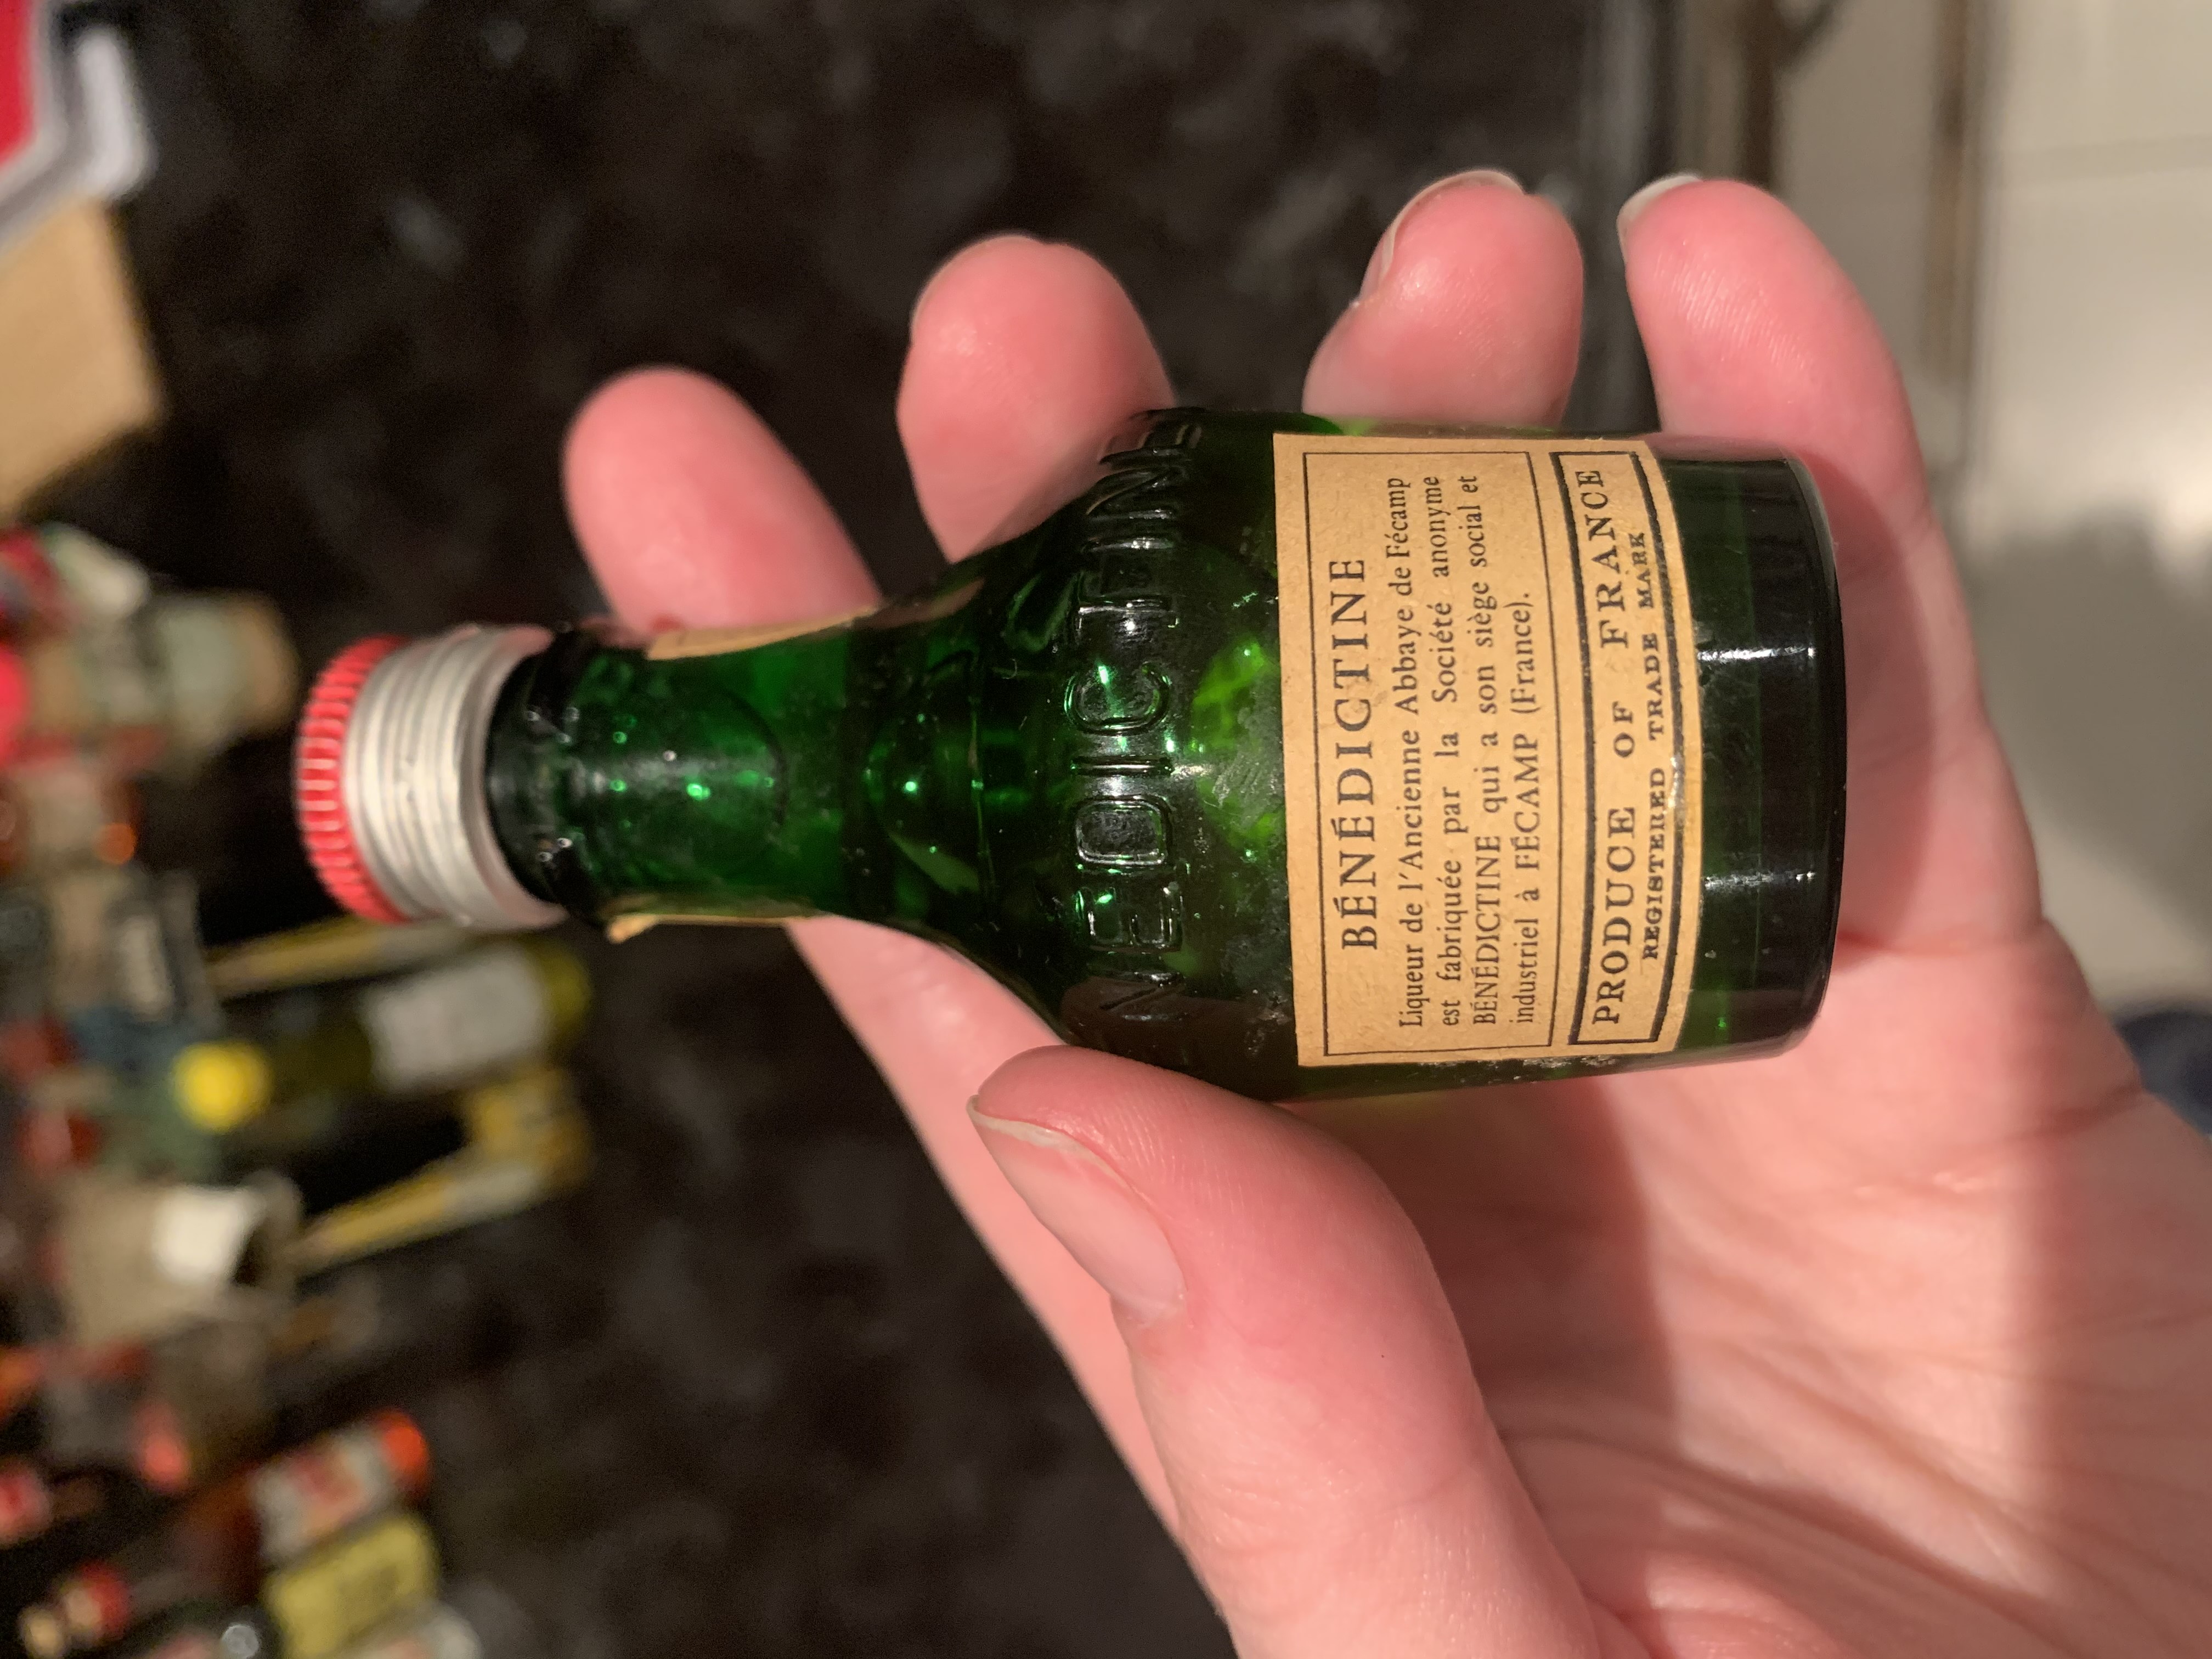 NÉDICTINE
BÉNÉDICTINE
Liqueur de l'Ancienne Abbaye de Fécamp
est fabriquée par la Société anonyme
BÉNÉDICTINE qui a son siège social et
industriel à FÉCAMP (France).
PRODUCE OF FRANCE
REGISTERED TRADE MARK